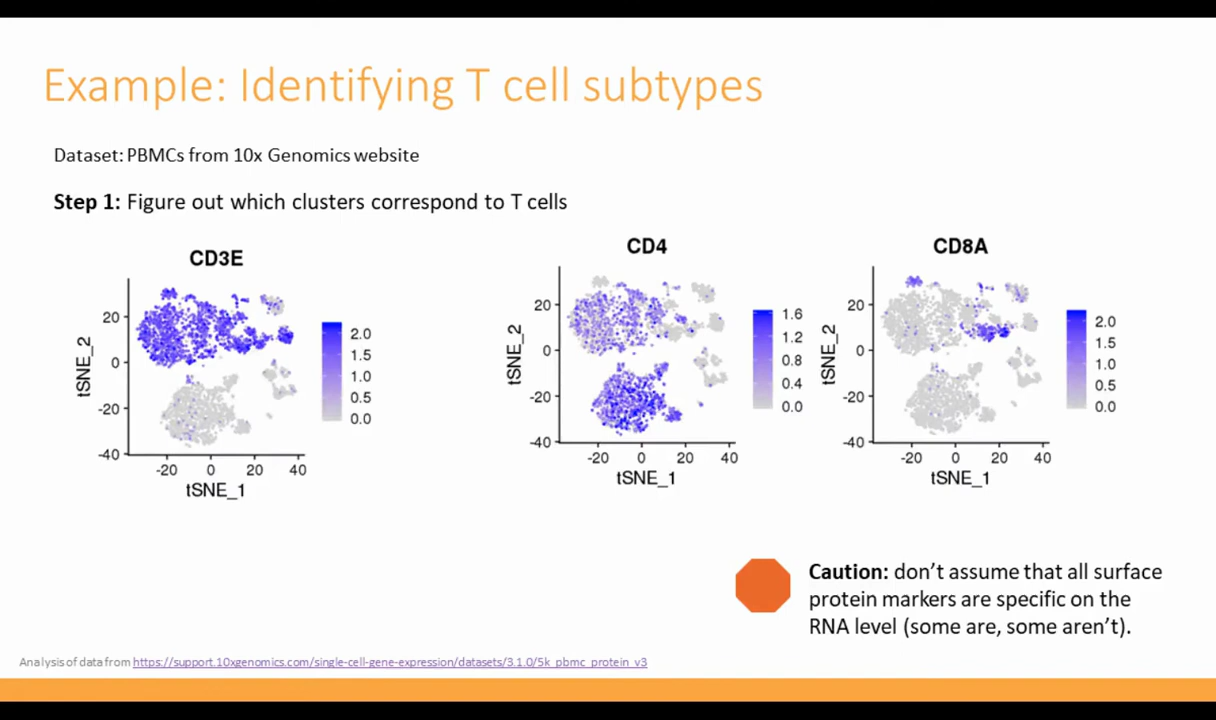 Example: Identifying T cell subtypes
Dataset: PBMCs from 10x Genomics website
Step 1: Figure out which clusters correspond to T cells
CD3E
20
0
-20
-40
tSNE_2
-20 0 20 40
tSNE_1
2.0
1.5
1.0
0.5
0.0
CD4
20
0
-20
-40
tSNE_2
-20 0 20 40
tSNE_1
1.6
1.2
0.8
0.4
0.0
CD8A
20
0
-20
-40
tSNE_2
-20 0 20 40
tSNE_1
2.0
1.5
1.0
0.5
0.0
Caution: don’t assume that all surface
protein markers are specific on the
RNA level (some are, some aren’t).
Analysis of data from https://support.10xgenomics.com/single-cell-gene-expression/datasets/3.1.0/5k_pbmc_protein_v3